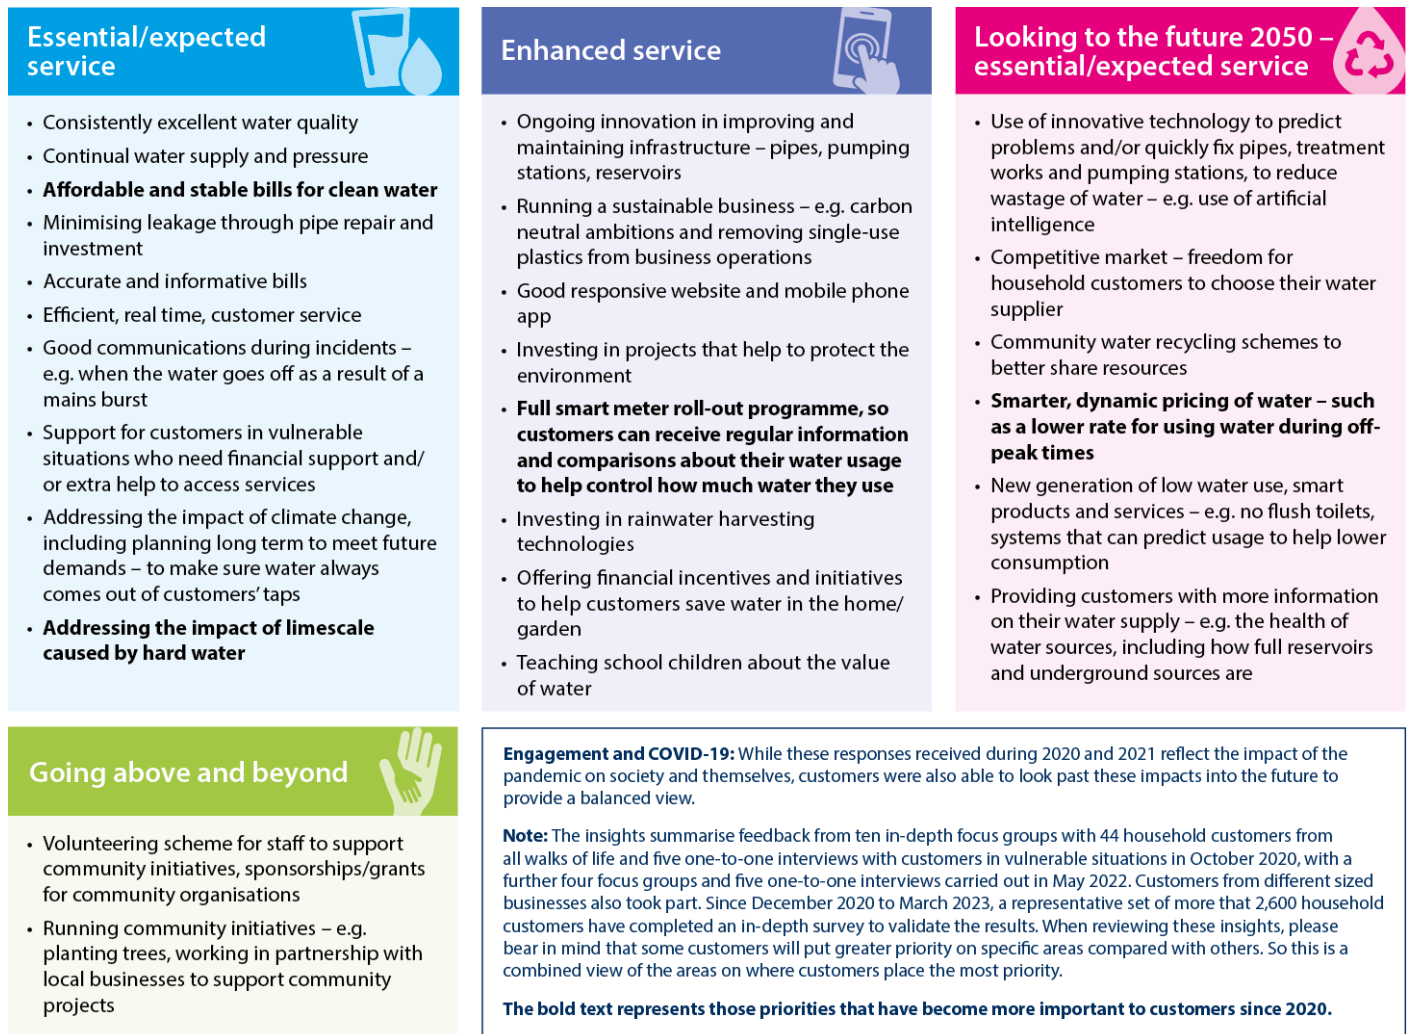 Essential/expected
service
• Consistently excellent water quality
• Continual water supply and pressure
• Affordable and stable bills for clean water
• Minimising leakage through pipe repair and
investment
• Accurate and informative bills
• Efficient, real time, customer service
• Good communications during incidents –
e.g. when the water goes off as a result of a
mains burst
• Support for customers in vulnerable
situations who need financial support and/
or extra help to access services
• Addressing the impact of climate change,
including planning long term to meet future
demands – to make sure water always
comes out of customers’ taps
• Addressing the impact of limescale
caused by hard water
Enhanced service
• Ongoing innovation in improving and
maintaining infrastructure – pipes, pumping
stations, reservoirs
• Running a sustainable business – e.g. carbon
neutral ambitions and removing single-use
plastics from business operations
• Good responsive website and mobile phone
app
• Investing in projects that help to protect the
environment
• Full smart meter roll-out programme, so
customers can receive regular information
and comparisons about their water usage
to help control how much water they use
• Investing in rainwater harvesting
technologies
• Offering financial incentives and initiatives
to help customers save water in the home/
garden
• Teaching school children about the value
of water
Looking to the future 2050 –
essential/expected service
• Use of innovative technology to predict
problems and/or quickly fix pipes, treatment
works and pumping stations, to reduce
wastage of water – e.g. use of artificial
intelligence
• Competitive market – freedom for
household customers to choose their water
supplier
• Community water recycling schemes to
better share resources
• Smarter, dynamic pricing of water – such
as a lower rate for using water during off-
peak times
• New generation of low water use, smart
products and services – e.g. no flush toilets,
systems that can predict usage to help lower
consumption
• Providing customers with more information
on their water supply – e.g. the health of
water sources, including how full reservoirs
and underground sources are
Going above and beyond
• Volunteering scheme for staff to support
community initiatives, sponsorships/grants
for community organisations
• Running community initiatives – e.g.
planting trees, working in partnership with
local businesses to support community
projects
Engagement and COVID-19: While these responses received during 2020 and 2021 reflect the impact of the
pandemic on society and themselves, customers were also able to look past these impacts into the future to
provide a balanced view.
Note: The insights summarise feedback from ten in-depth focus groups with 44 household customers from
all walks of life and five one-to-one interviews with customers in vulnerable situations in October 2020, with a
further four focus groups and five one-to-one interviews carried out in May 2022. Customers from different sized
businesses also took part. Since December 2020 to March 2023, a representative set of more that 2,600 household
customers have completed an in-depth survey to validate the results. When reviewing these insights, please
bear in mind that some customers will put greater priority on specific areas compared with others. So this is a
combined view of the areas on where customers place the most priority.
The bold text represents those priorities that have become more important to customers since 2020.